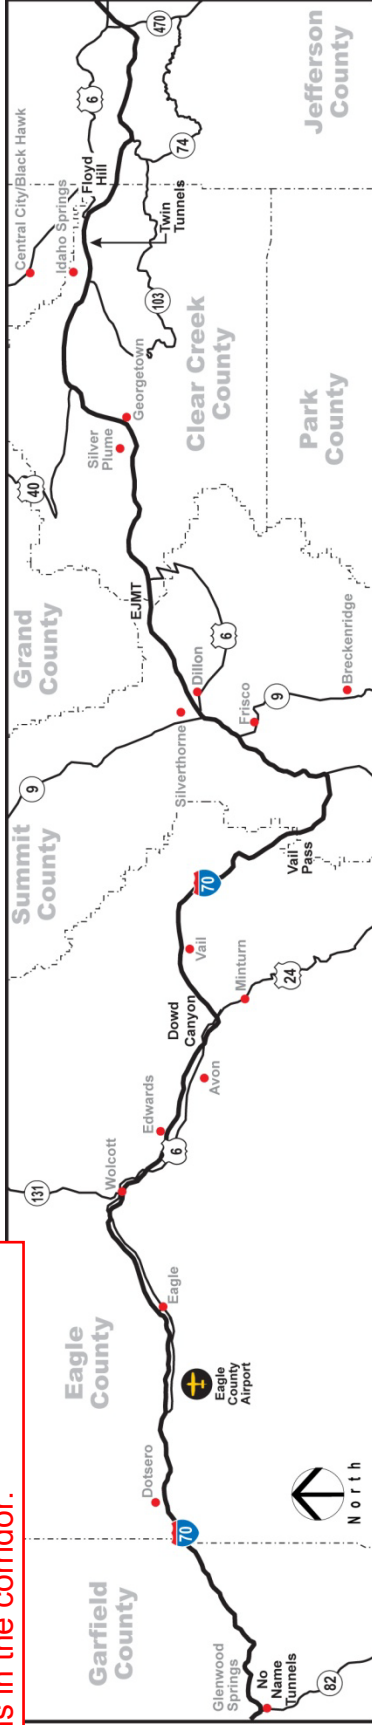 s in the corridor.
Garfield
County
Eagle
County
Summit
County
Grand
County
Clear Creek
County
Park
County
Jefferson
County
Glenwood
Springs
No
Name
Tunnels
82
70
Dotsero
Eagle
County
Airport
North
Eagle
131
Wolcott
Edwards
6
Avon
Dowd
Canyon
Minturn
24
Vail
70
Vail
Pass
9
Silverthorne
Dillon
Frisco
9
Breckenridge
6
EJMT
40
Silver
Plume
Georgetown
Central City/Black Hawk
Idaho Springs
103
Twin
Tunnels
Floyd
Hill
6
74
470